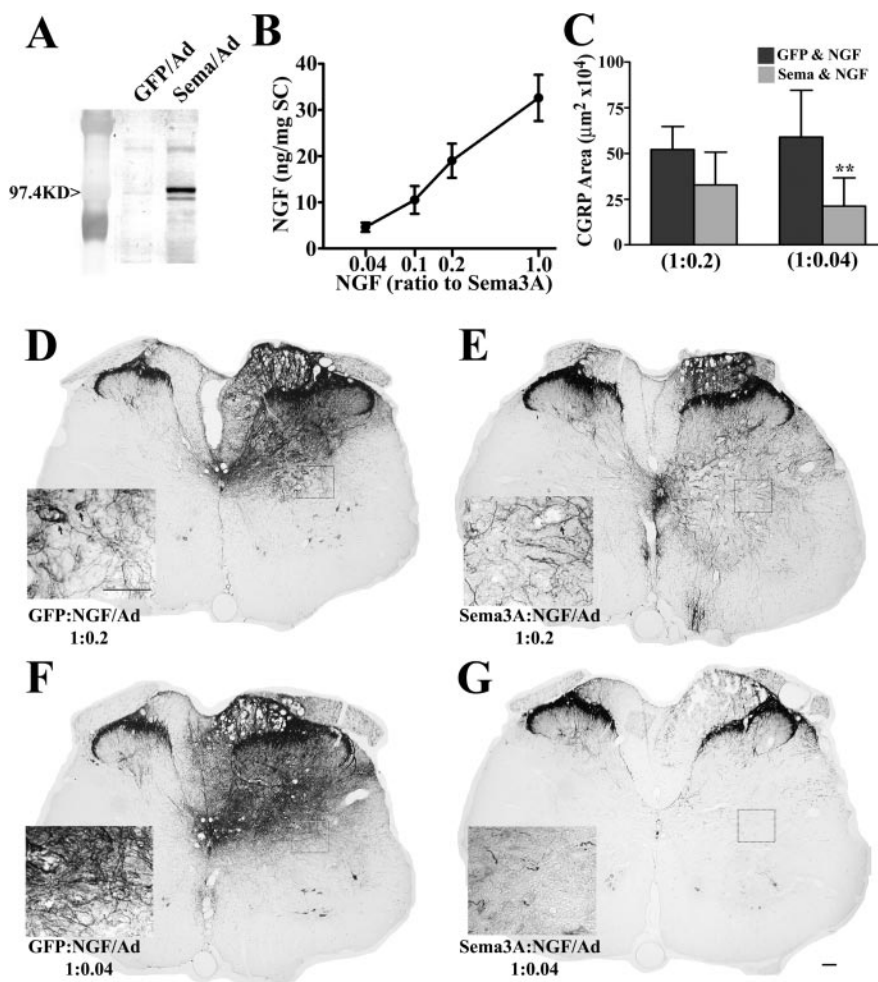 A
GFP/Ad
Sema/Ad
97.4KD>
B
NGF (ng/mg SC)
40
30
20
10
0
0.04 0.1 0.2 1.0
NGF (ratio to Sema3A)
C
GFP & NGF
Sema & NGF
CGRP Area (μm² x10⁴)
100
75
50
25
0
**
(1:0.2) (1:0.04)
D
GFP:NGF/Ad
1:0.2
E
Sema3A:NGF/Ad
1:0.2
F
GFP:NGF/Ad
1:0.04
G
Sema3A:NGF/Ad
1:0.04